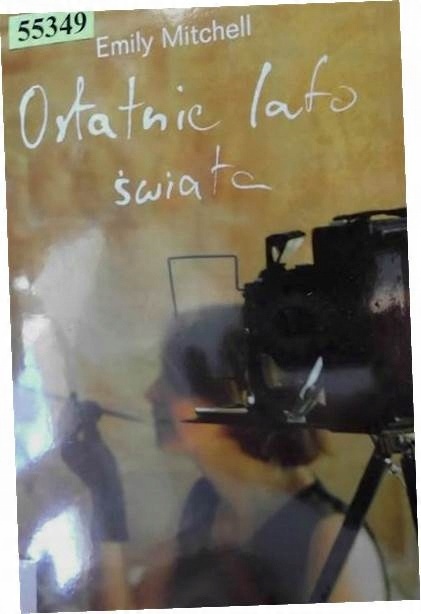 55349
Emily Mitchell
Ostatnie lato
świata